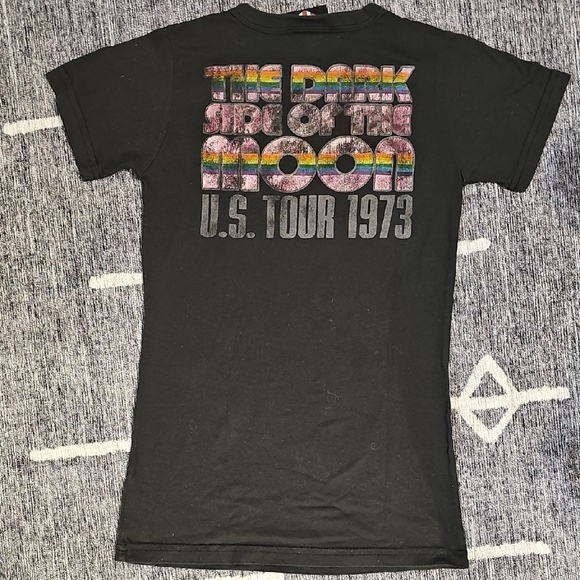 THE DARK
SIDE OF THE
MOON
U.S. TOUR 1973